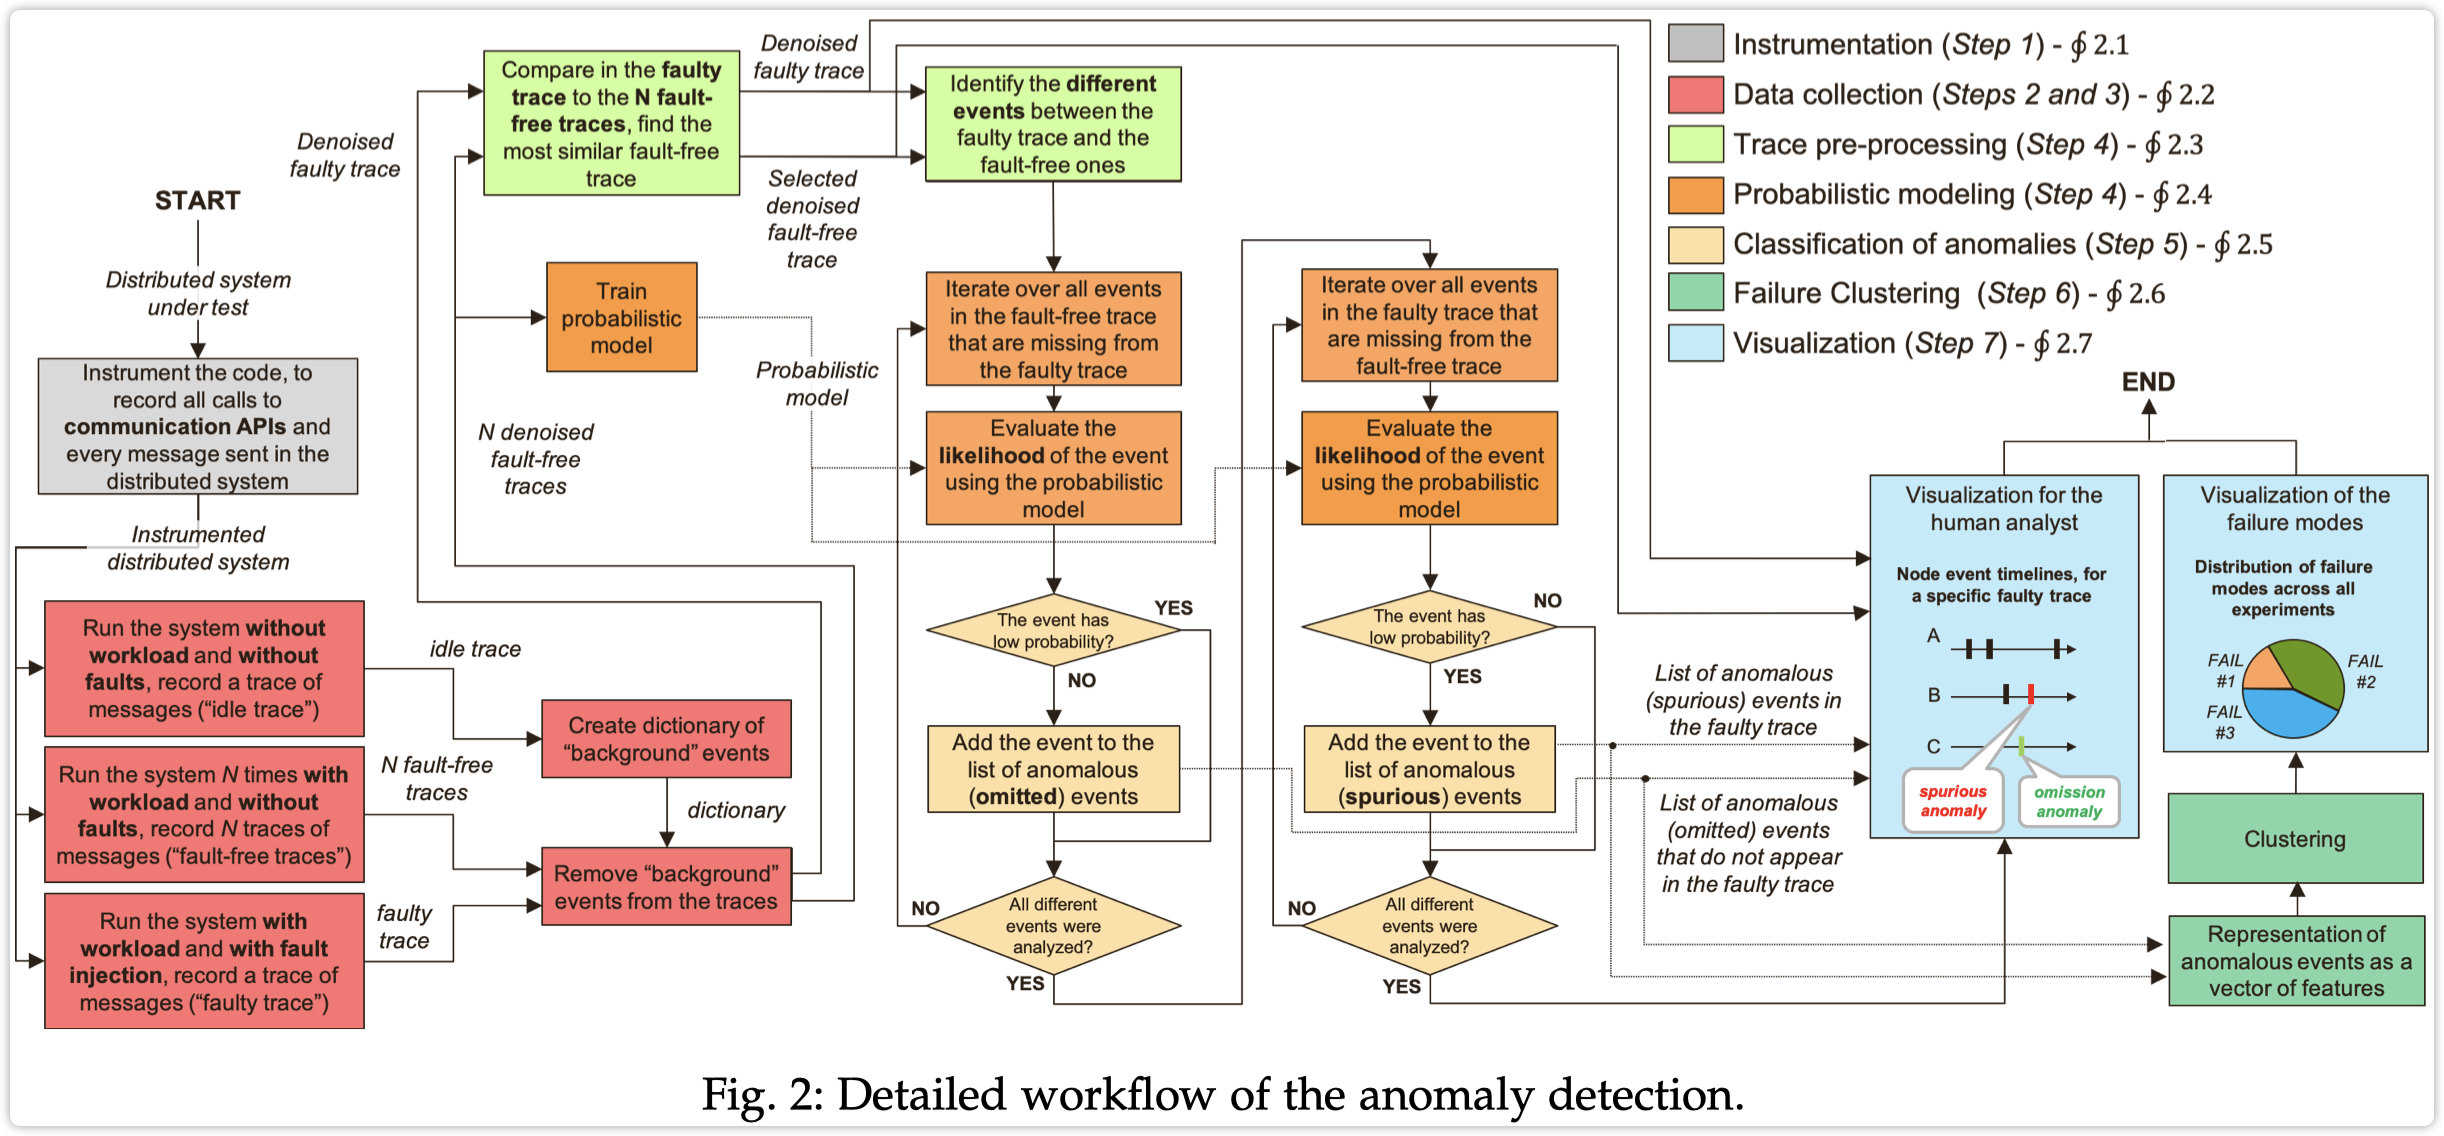 START
Distributed system
under test
Instrument the code, to
record all calls to
communication APIs and
every message sent in the
distributed system
Instrumented
distributed system
Run the system without
workload and without
faults, record a trace of
messages (“idle trace”)
Run the system N times with
workload and without
faults, record N traces of
messages (“fault-free traces”)
Run the system with
workload and with fault
injection, record a trace of
messages (“faulty trace”)
idle trace
N fault-free
traces
faulty
trace
Create dictionary of
“background” events
dictionary
Remove “background”
events from the traces
Denoised
faulty trace
N denoised
fault-free
traces
Compare in the faulty
trace to the N fault-
free traces, find the
most similar fault-free
trace
Train
probabilistic
model
Probabilistic
model
Denoised
faulty trace
Selected
denoised
fault-free
trace
Identify the different
events between the
faulty trace and the
fault-free ones
Iterate over all events
in the fault-free trace
that are missing from
the faulty trace
Evaluate the
likelihood of the event
using the probabilistic
model
The event has
low probability?
YES
NO
Add the event to the
list of anomalous
(omitted) events
All different
events were
analyzed?
NO
YES
Iterate over all events
in the faulty trace that
are missing from the
fault-free trace
Evaluate the
likelihood of the event
using the probabilistic
model
The event has
low probability?
NO
YES
Add the event to the
list of anomalous
(spurious) events
All different
events were
analyzed?
NO
YES
List of anomalous
(spurious) events in
the faulty trace
List of anomalous
(omitted) events
that do not appear
in the faulty trace
Instrumentation (Step 1) - ∮ 2.1
Data collection (Steps 2 and 3) - ∮ 2.2
Trace pre-processing (Step 4) - ∮ 2.3
Probabilistic modeling (Step 4) - ∮ 2.4
Classification of anomalies (Step 5) - ∮ 2.5
Failure Clustering (Step 6) - ∮ 2.6
Visualization (Step 7) - ∮ 2.7
END
Visualization for the
human analyst
Node event timelines, for
a specific faulty trace
A
B
C
spurious
anomaly
omission
anomaly
Visualization of the
failure modes
Distribution of failure
modes across all
experiments
FAIL
#1
FAIL
#2
FAIL
#3
Clustering
Representation of
anomalous events as a
vector of features
Fig. 2: Detailed workflow of the anomaly detection.